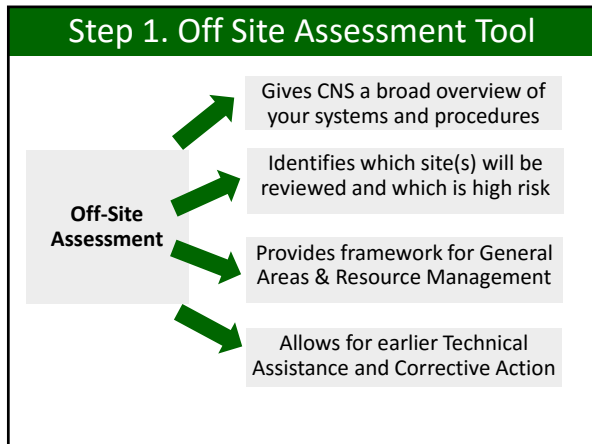 Step 1. Off Site Assessment Tool
Off-Site
Assessment
Gives CNS a broad overview of
your systems and procedures
Identifies which site(s) will be
reviewed and which is high risk
Provides framework for General
Areas & Resource Management
Allows for earlier Technical
Assistance and Corrective Action